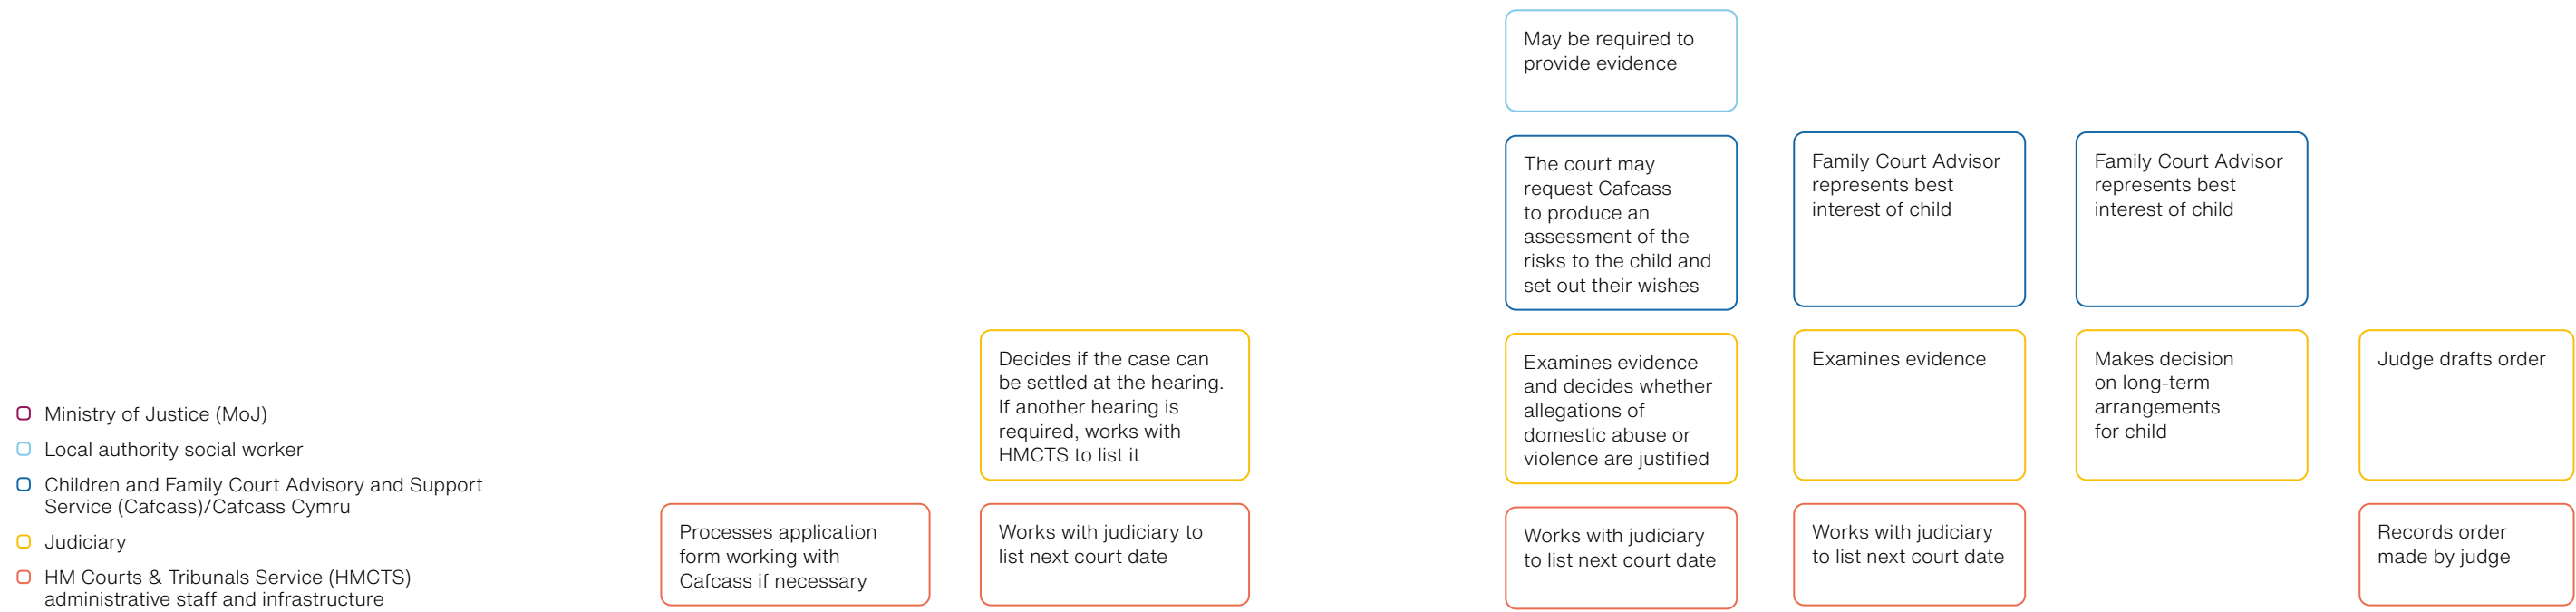 May be required to
provide evidence
The court may
request Cafcass
to produce an
assessment of the
risks to the child and
set out their wishes
Family Court Advisor
represents best
interest of child
Family Court Advisor
represents best
interest of child
Decides if the case can
be settled at the hearing.
If another hearing is
required, works with
HMCTS to list it
Examines evidence
and decides whether
allegations of
domestic abuse or
violence are justified
Examines evidence
Makes decision
on long-term
arrangements
for child
Judge drafts order
Processes application
form working with
Cafcass if necessary
Works with judiciary to
list next court date
Works with judiciary
to list next court date
Works with judiciary
to list next court date
Records order
made by judge
Ministry of Justice (MoJ)
Local authority social worker
Children and Family Court Advisory and Support
Service (Cafcass)/Cafcass Cymru
Judiciary
HM Courts & Tribunals Service (HMCTS)
administrative staff and infrastructure